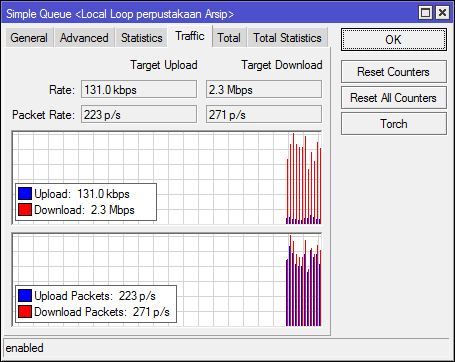 Simple Queue <Local Loop perpustakaan Arsip>
General Advanced Statistics Traffic Total Total Statistics
OK
Reset Counters
Reset All Counters
Torch
Target Upload Target Download
Rate: 131.0 kbps 2.3 Mbps
Packet Rate: 223 p/s 271 p/s
Upload: 131.0 kbps
Download: 2.3 Mbps
Upload Packets: 223 p/s
Download Packets: 271 p/s
enabled